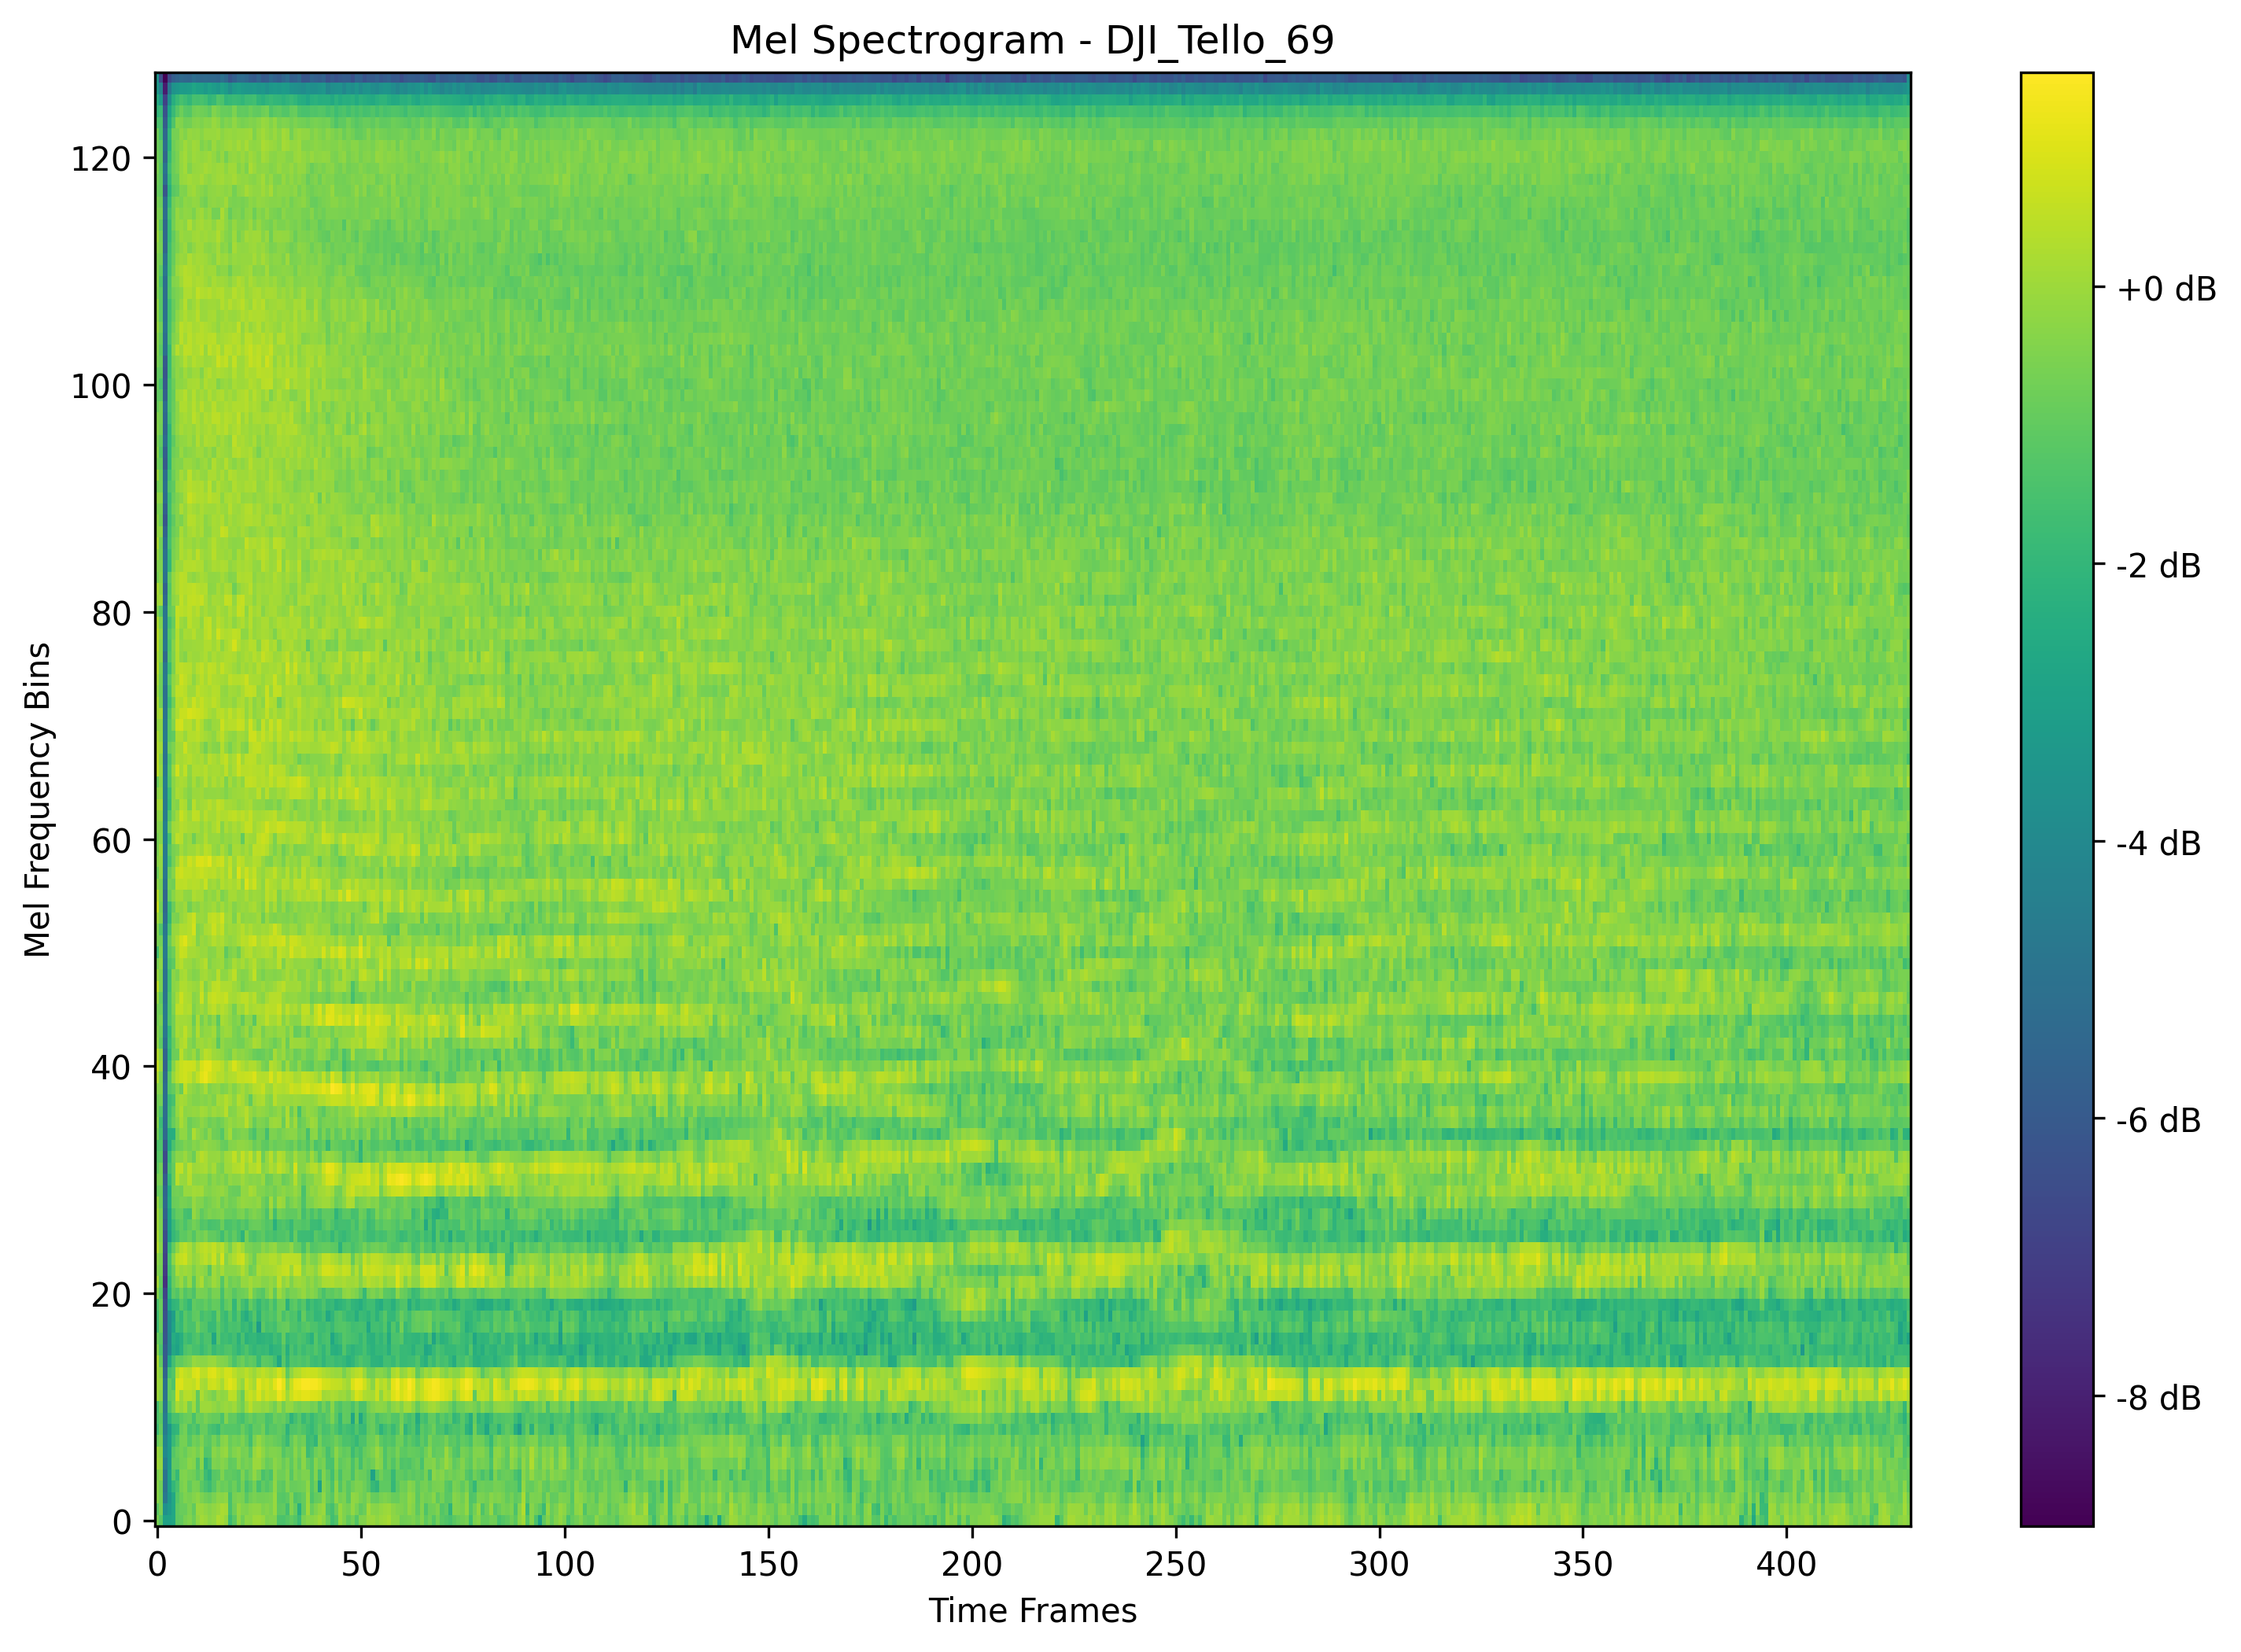 Mel Spectrogram - DJI_Tello_69
120
100
80
60
40
20
0
Mel Frequency Bins
0 50 100 150 200 250 300 350 400
Time Frames
+0 dB
-2 dB
-4 dB
-6 dB
-8 dB